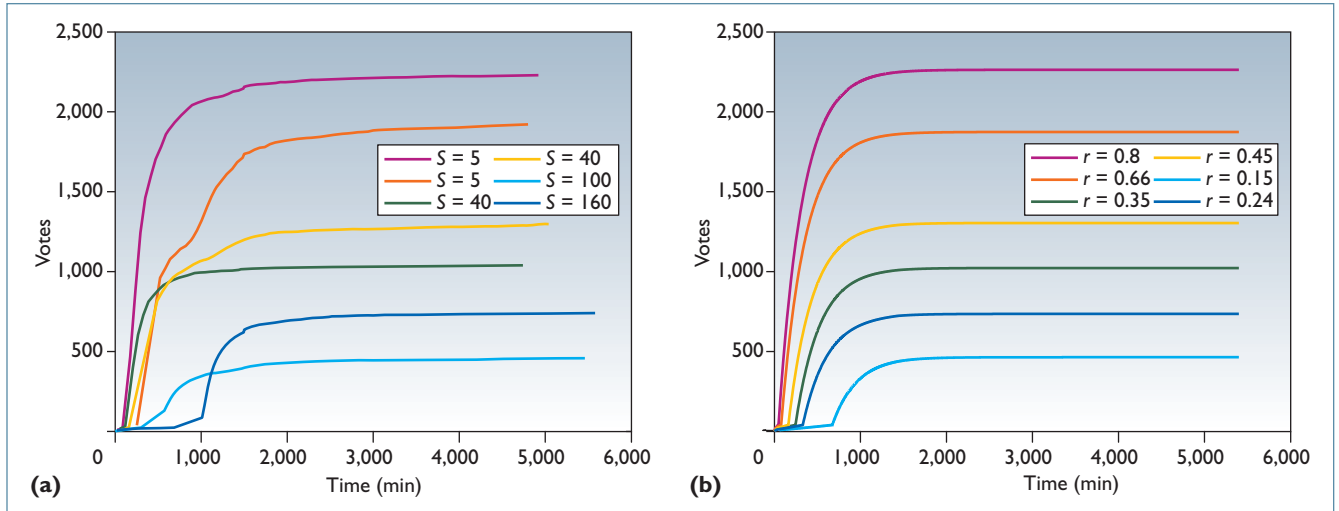 2,500
2,000
1,500
1,000
500
Votes
S = 5 S = 40
S = 5 S = 100
S = 40 S = 160
0 1,000 2,000 3,000 4,000 5,000 6,000
Time (min)
(a)
2,500
2,000
1,500
1,000
500
0
Votes
r = 0.8 r = 0.45
r = 0.66 r = 0.15
r = 0.35 r = 0.24
1,000 2,000 3,000 4,000 5,000 6,000
Time (min)
(b)